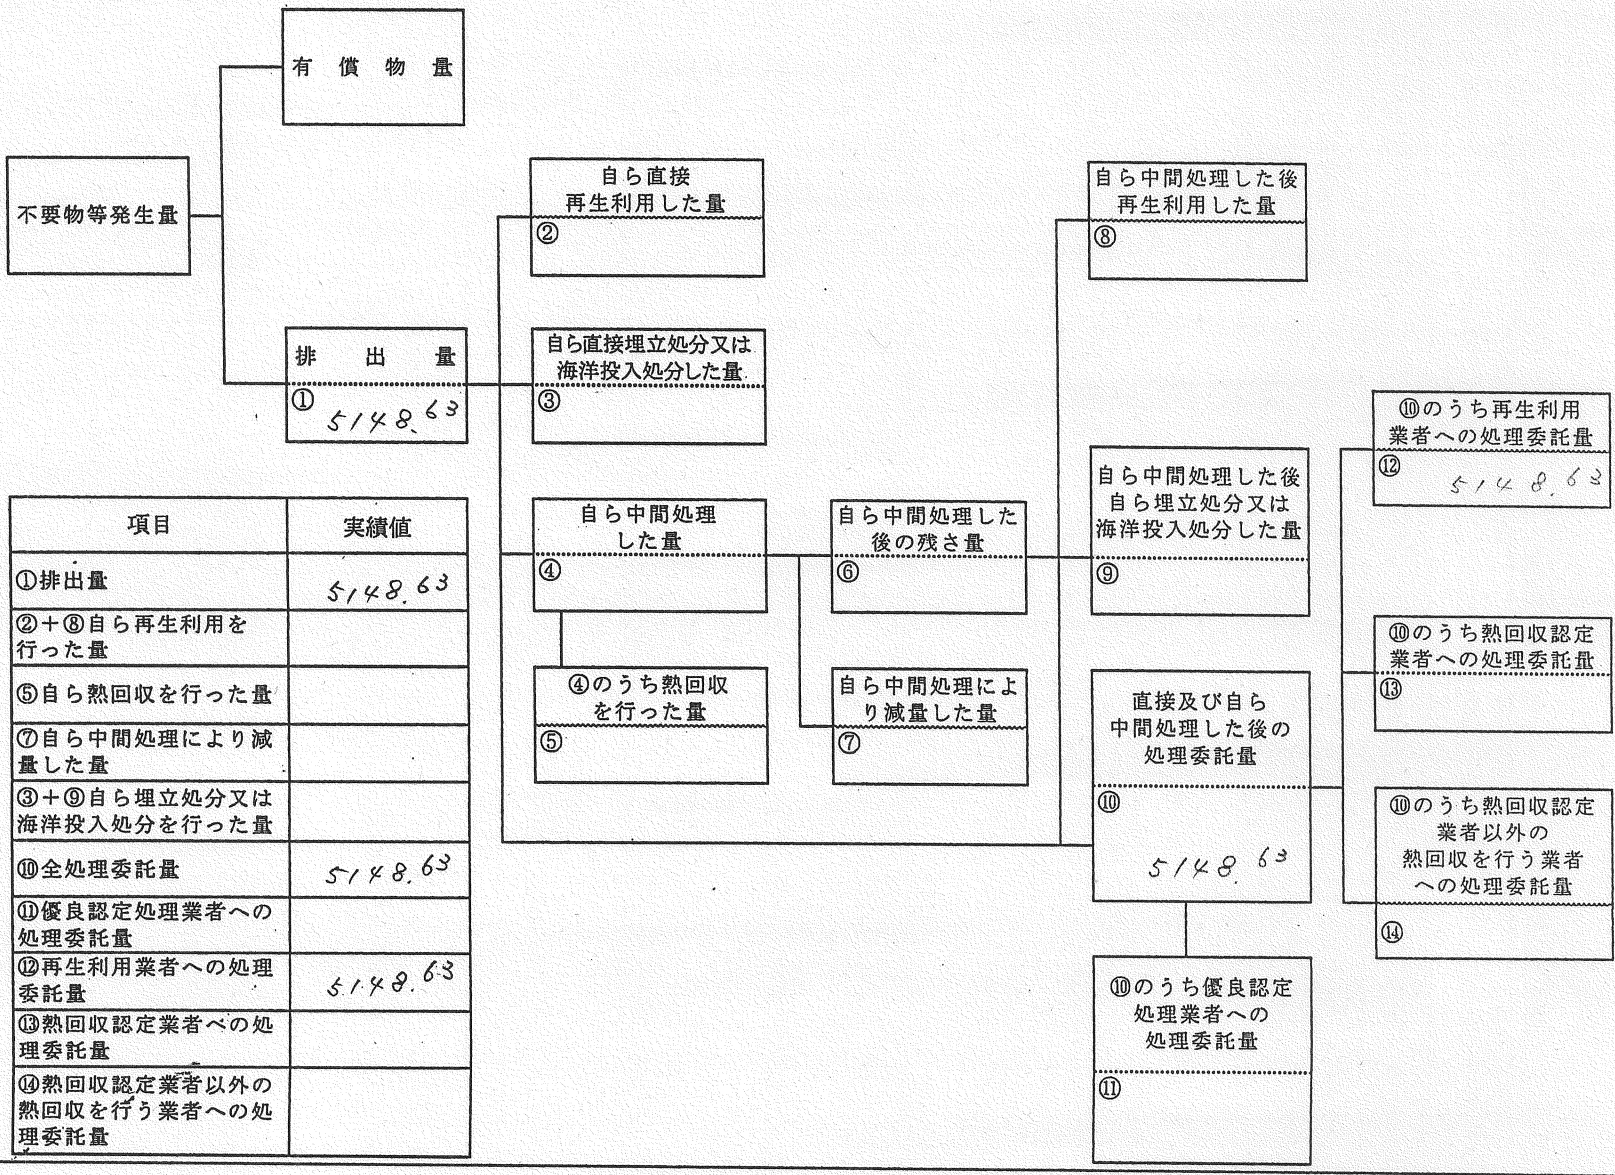 有償物量
不要物等発生量
排出量
①
5148.63
自ら直接
再生利用した量
②
自ら直接埋立処分又は
海洋投入処分した量
③
自ら中間処理
した量
④
④のうち熱回収
を行った量
⑤
自ら中間処理した
後の残さ量
⑥
自ら中間処理によ
り減量した量
⑦
自ら中間処理した後
再生利用した量
⑧
自ら中間処理した後
自ら埋立処分又は
海洋投入処分した量
⑨
直接及び自ら
中間処理した後の
処理委託量
⑩
5148.63
⑩のうち優良認定
処理業者への
処理委託量
⑪
⑩のうち再生利用
業者への処理委託量
⑫
5148.63
⑩のうち熱回収認定
業者への処理委託量
⑬
⑩のうち熱回収認定
業者以外の
熱回収を行う業者
への処理委託量
⑭
項目 実績値
①排出量 5148.63
②+⑧自ら再生利用を
行った量
⑤自ら熱回収を行った量
⑦自ら中間処理により減
量した量
③+⑨自ら埋立処分又は
海洋投入処分を行った量
⑩全処理委託量 5148.63
⑪優良認定処理業者への
処理委託量
⑫再生利用業者への処理
委託量 5148.63
⑬熱回収認定業者への処
理委託量
⑭熱回収認定業者以外の
熱回収を行う業者への処
理委託量